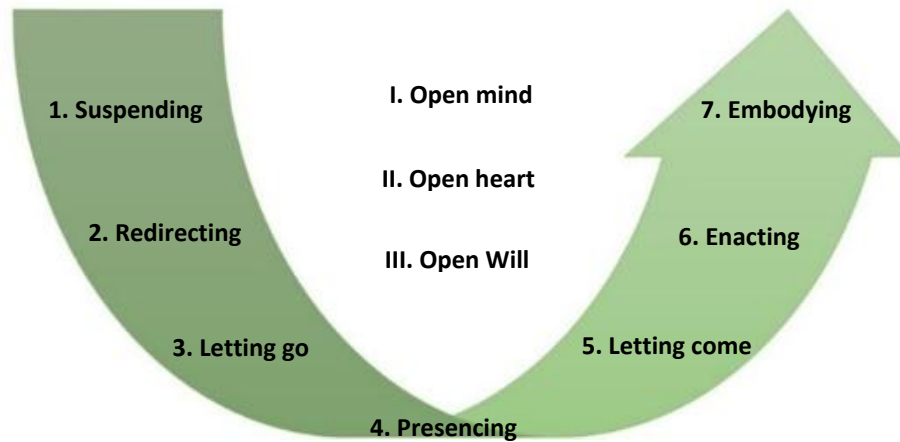 1. Suspending
2. Redirecting
3. Letting go
4. Presencing
5. Letting come
6. Enacting
7. Embodying
I. Open mind
II. Open heart
III. Open Will